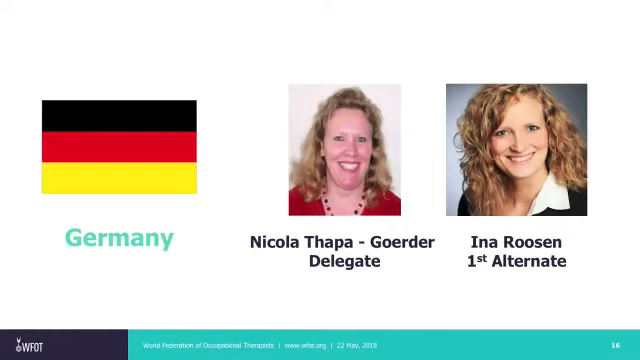 Germany
Nicola Thapa - Goerder
Delegate
Ina Roosen
1st Alternate
WFOT
World Federation of Occupational Therapists | www.wfot.org | 22 May, 2018
16